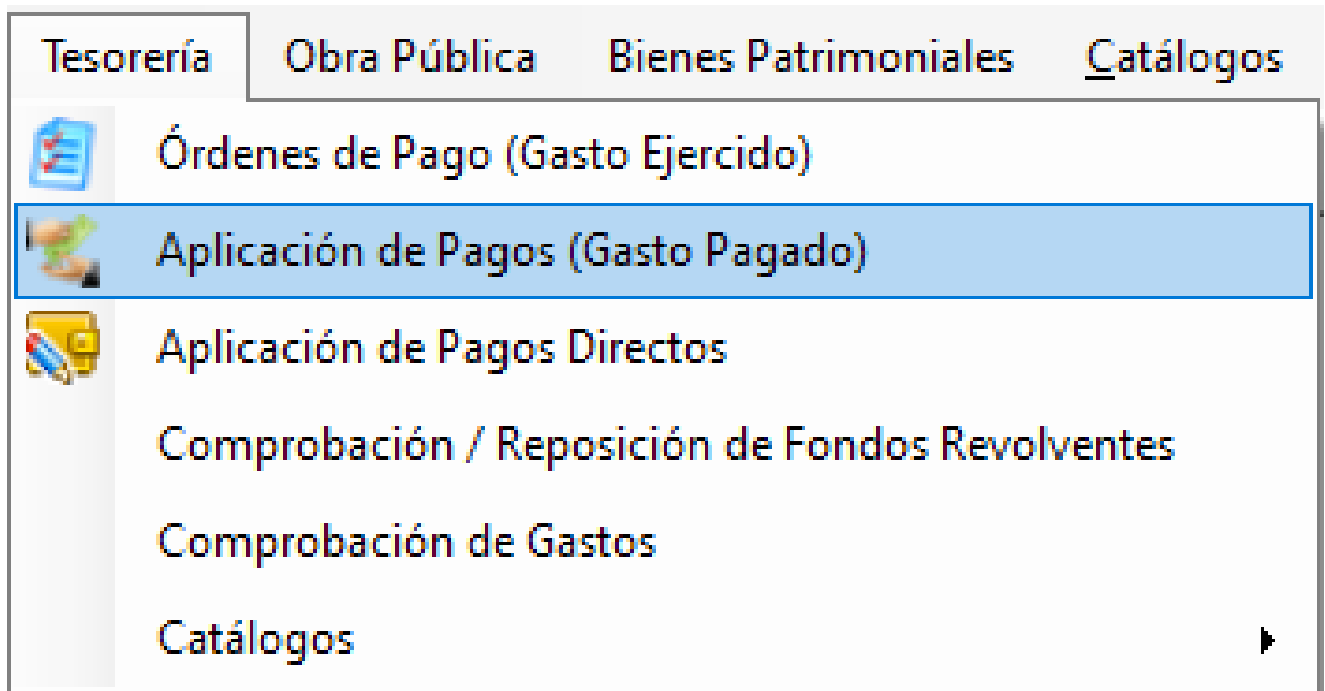 Tesorería Obra Pública Bienes Patrimoniales Catálogos
Órdenes de Pago (Gasto Ejercido)
Aplicación de Pagos (Gasto Pagado)
Aplicación de Pagos Directos
Comprobación / Reposición de Fondos Revolventes
Comprobación de Gastos
Catálogos